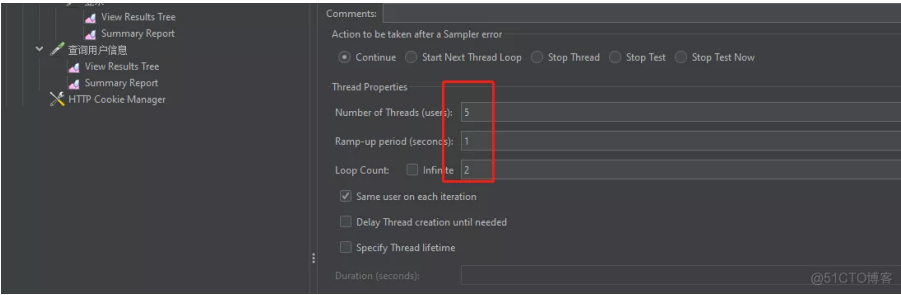 View Results Tree
Summary Report
查询用户信息
View Results Tree
Summary Report
HTTP Cookie Manager
Comments:
Action to be taken after a Sampler error
Continue Start Next Thread Loop Stop Thread Stop Test Stop Test Now
Thread Properties
Number of Threads (users): 5
Ramp-up period (seconds): 1
Loop Count: Infinite 2
Same user on each iteration
Delay Thread creation until needed
Specify Thread lifetime
Duration (seconds):
@51CTO博客